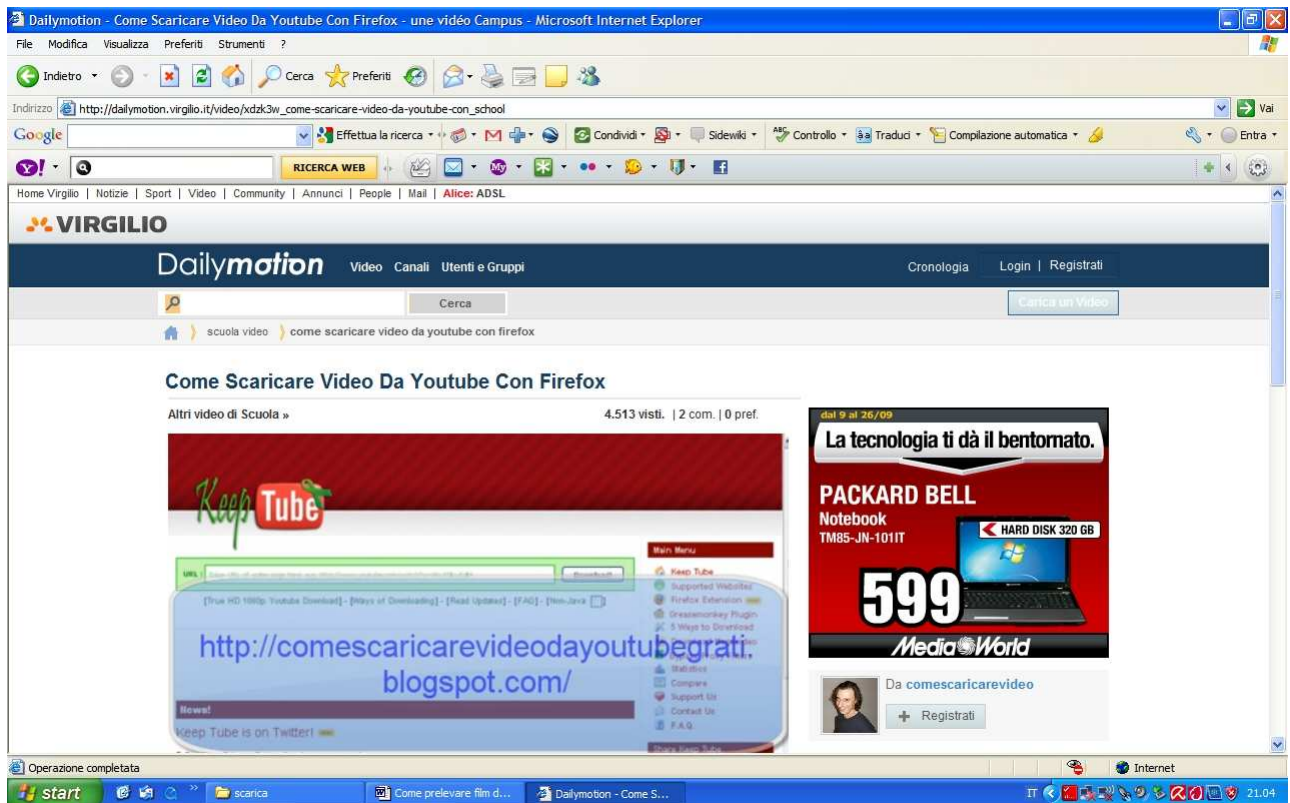 Dailymotion - Come Scaricare Video Da Youtube Con Firefox - une vidéo Campus - Microsoft Internet Explorer
File Modifica Visualizza Preferiti Strumenti ?
Indietro Cerca Preferiti
Indirizzo http://dailymotion.virgilio.it/video/xdzk3w_come-scaricare-video-da-youtube-con_school Vai
Google Effettua la ricerca Condividi Sidewiki Controllo Traduci Compilazione automatica Entra
RICERCA WEB
Home Virgilio | Notizie | Sport | Video | Community | Annunci | People | Mail | Alice: ADSL
VIRGILIO
Dailymotion Video Canali Utenti e Gruppi Cronologia Login | Registrati
Cerca Carica un Video
scuola video come scaricare video da youtube con firefox
Come Scaricare Video Da Youtube Con Firefox
Altri video di Scuola » 4.513 visti. | 2 com. | 0 pref.
Keep Tube
URL :
Download
[True HD 1080p Youtube Download] - [Ways of Downloading] - [Read Updates] - [FAQ] - [Non-Java
Main Menu
Keep Tube
Supported Websites
Firefox Extension
Greasemonkey Plugin
5 Ways to Download
Statistics
Compare
Support Us
Contact Us
F.A.Q
Share Keep Tube
http://comescaricarevideodayoutubegrati.
blogspot.com/
News!
Keep Tube is on Twitter!
dal 9 al 26/09
La tecnologia ti dà il bentornato.
PACKARD BELL
Notebook
TM85-JN-101IT
HARD DISK 320 GB
599
Media World
Da comescaricarevideo
+ Registrati
Operazione completata Internet
start scarica Come prelevare film d... Dailymotion - Come S... IT 21.04